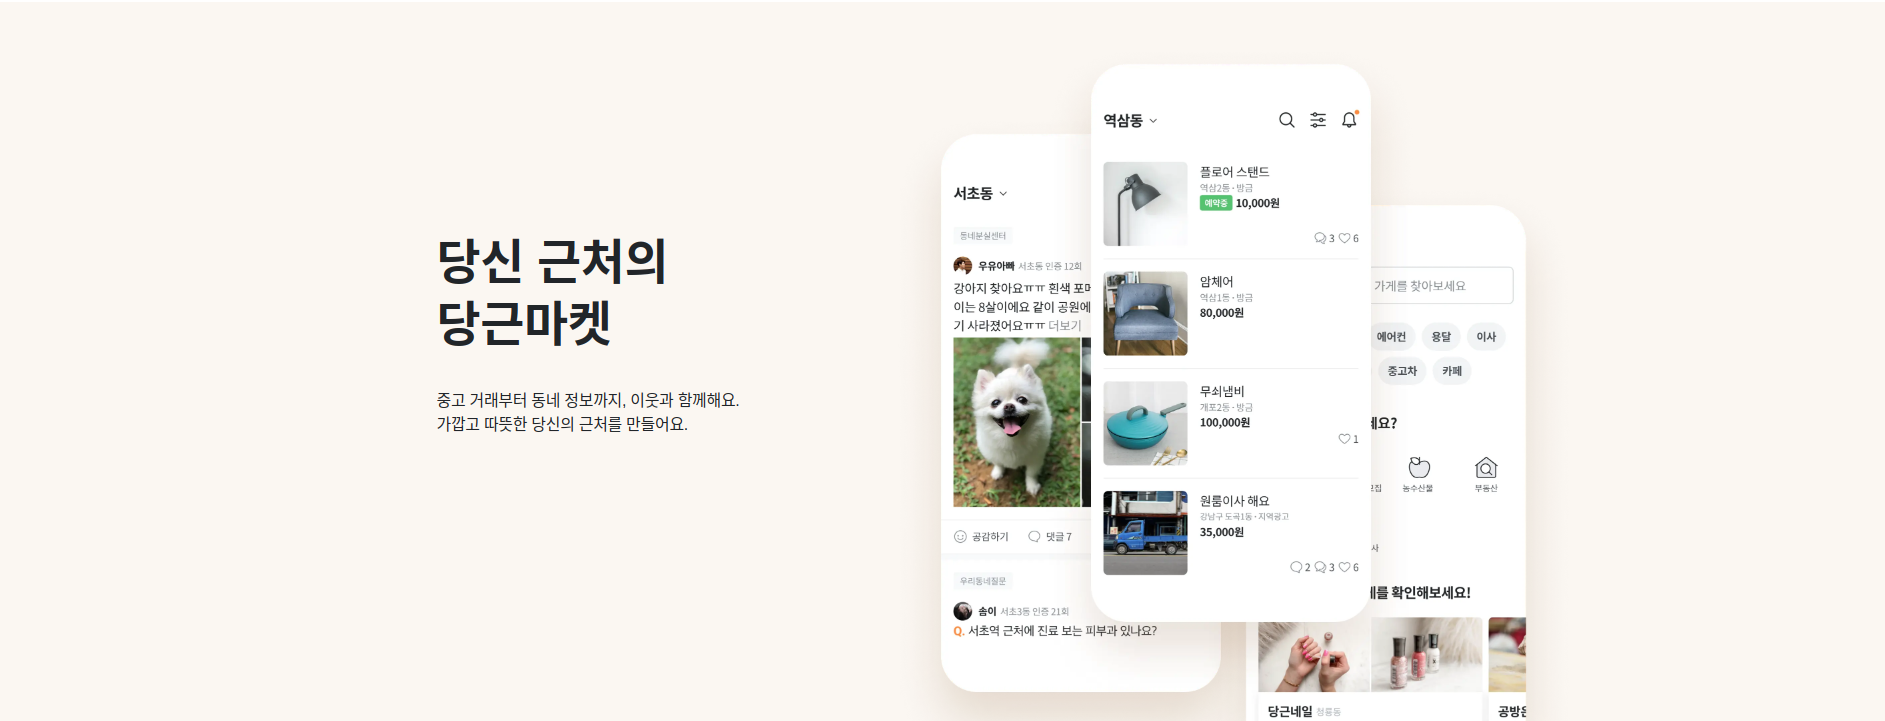 당신 근처의
당근마켓
중고 거래부터 동네 정보까지, 이웃과 함께해요.
가깝고 따뜻한 당신의 근처를 만들어요.
서초동
동네분실센터
우유아빠 서초동 인증 12회
강아지 찾아요ㅠㅠ 흰색 포메
이는 8살이에요 같이 공원에
기 사라졌어요ㅠㅠ 더보기
공감하기 댓글 7
우리동네질문
솜이 서초3동 인증 21회
Q. 서초역 근처에 진료 보는 피부과 있나요?
역삼동
플로어 스탠드
역삼2동 · 방금
예약중 10,000원
3 6
암체어
역삼1동 · 방금
80,000원
무쇠냄비
개포2동 · 방금
100,000원
1
원룸이사 해요
강남구 도곡1동 · 지역광고
35,000원
2 3 6
가게를 찾아보세요
에어컨 용달 이사
중고차 카페
세요?
모집 농수산물 부동산
사
를 확인해보세요!
당근네일 청룡동
공방은